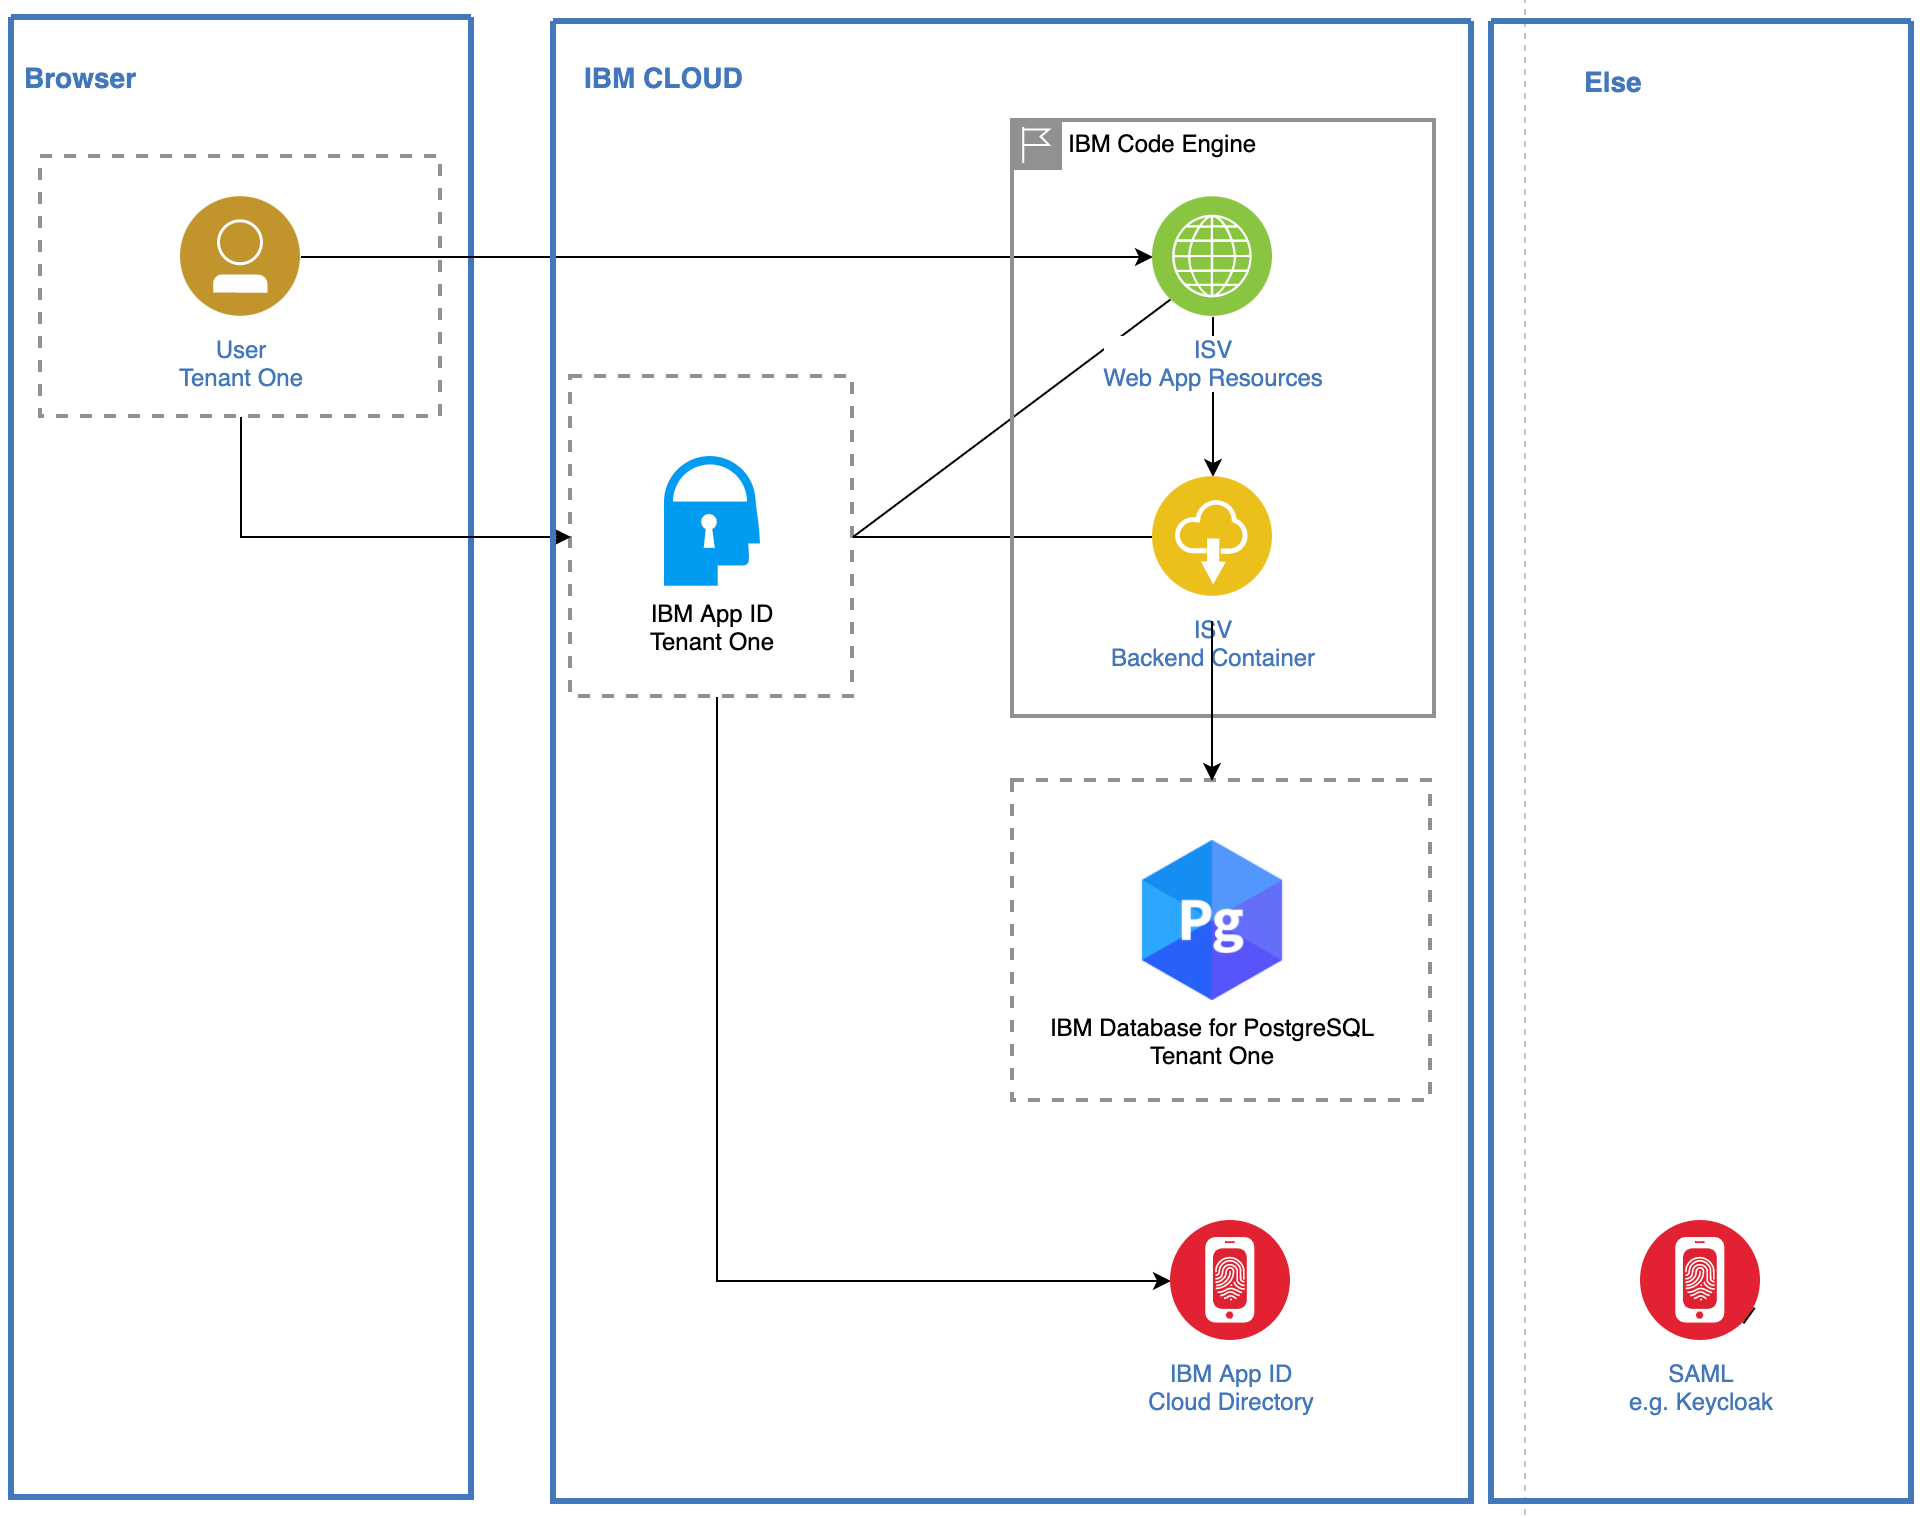 Browser
IBM CLOUD
Else
IBM Code Engine
User
Tenant One
ISV
Web App Resources
IBM App ID
Tenant One
ISV
Backend Container
Pg
IBM Database for PostgreSQL
Tenant One
IBM App ID
Cloud Directory
SAML
e.g. Keycloak